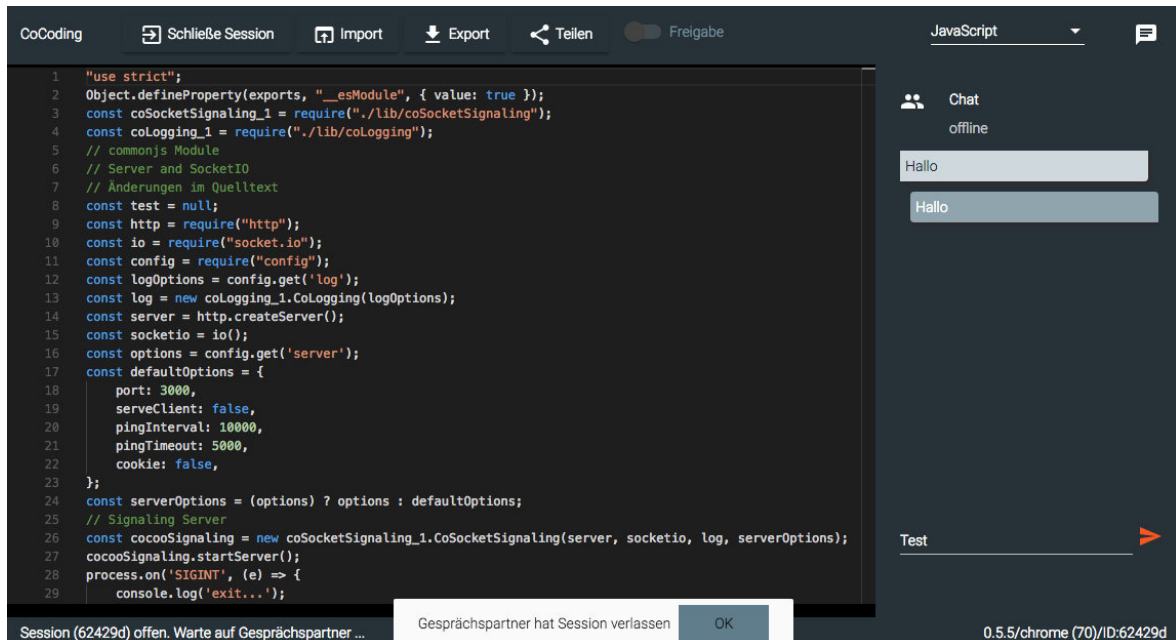 CoCoding Schließe Session Import Export Teilen Freigabe JavaScript
1 "use strict";
2 Object.defineProperty(exports, "__esModule", { value: true });
3 const coSocketSignaling_1 = require("./lib/coSocketSignaling");
4 const coLogging_1 = require("./lib/coLogging");
5 // commonjs Module
6 // Server and SocketIO
7 // Änderungen im Quelltext
8 const test = null;
9 const http = require("http");
10 const io = require("socket.io");
11 const config = require("config");
12 const logOptions = config.get('log');
13 const log = new coLogging_1.CoLogging(logOptions);
14 const server = http.createServer();
15 const socketio = io();
16 const options = config.get('server');
17 const defaultOptions = {
18 port: 3000,
19 serveClient: false,
20 pingInterval: 10000,
21 pingTimeout: 5000,
22 cookie: false,
23 };
24 const serverOptions = (options) ? options : defaultOptions;
25 // Signaling Server
26 const cocooSignaling = new coSocketSignaling_1.CoSocketSignaling(server, socketio, log, serverOptions);
27 cocooSignaling.startServer();
28 process.on('SIGINT', (e) => {
29 console.log('exit...');
Chat
offline
Hallo
Hallo
Test
Gesprächspartner hat Session verlassen OK
Session (62429d) offen. Warte auf Gesprächspartner ... 0.5.5/chrome (70)/ID:62429d